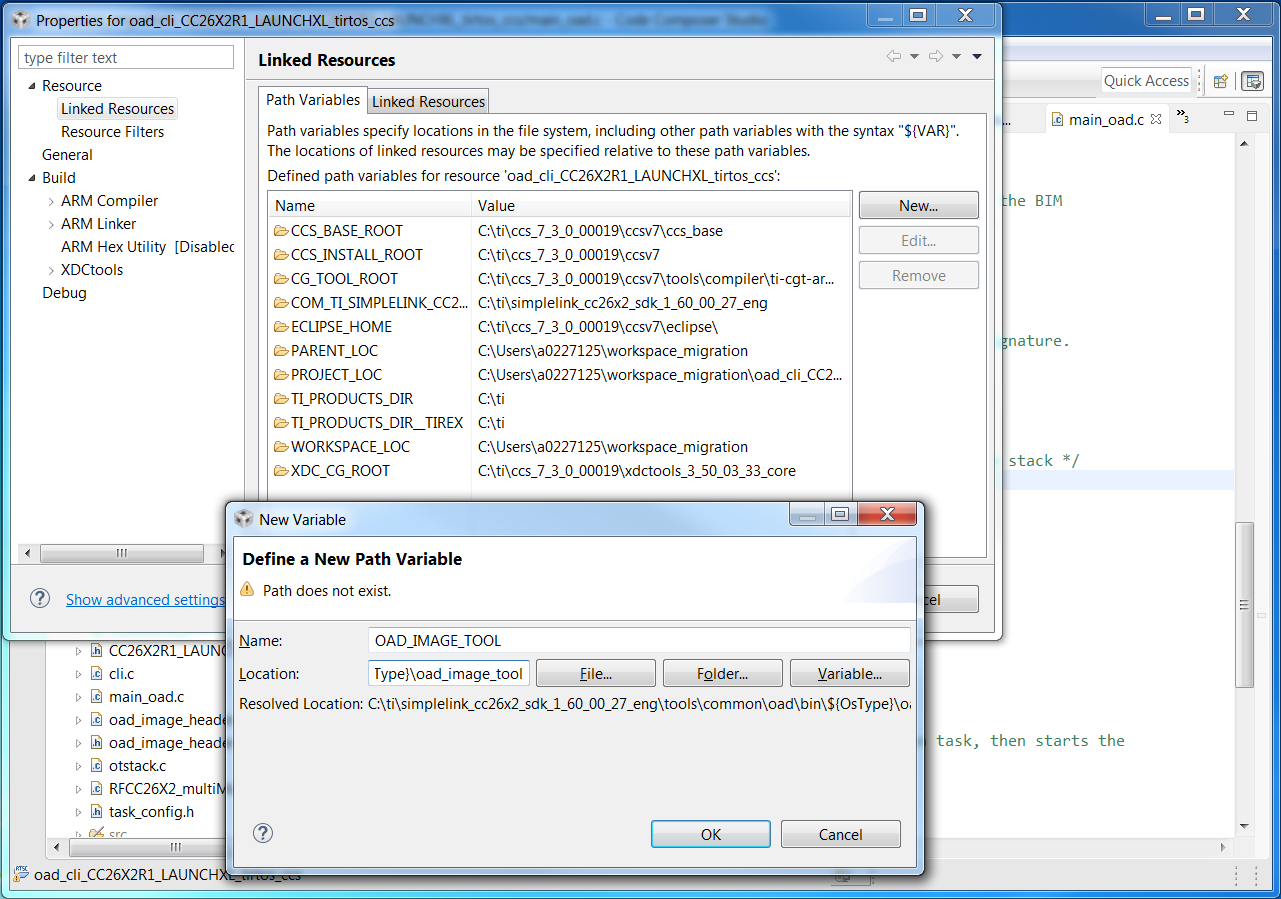 Properties for oad_cli_CC26X2R1_LAUNCHXL_tirtos_ccs
type filter text
Resource
Linked Resources
Resource Filters
General
Build
ARM Compiler
ARM Linker
ARM Hex Utility [Disabled
XDCtools
Debug
Show advanced settings
Linked Resources
Path Variables
Linked Resources
Path variables specify locations in the file system, including other path variables with the syntax "${VAR}".
The locations of linked resources may be specified relative to these path variables.
Defined path variables for resource 'oad_cli_CC26X2R1_LAUNCHXL_tirtos_ccs':
Name Value
CCS_BASE_ROOT C:\ti\ccs_7_3_0_00019\ccsv7\ccs_base
CCS_INSTALL_ROOT C:\ti\ccs_7_3_0_00019\ccsv7
CG_TOOL_ROOT C:\ti\ccs_7_3_0_00019\ccsv7\tools\compiler\ti-cgt-ar...
COM_TI_SIMPLELINK_CC2... C:\ti\simplelink_cc26x2_sdk_1_60_00_27_eng
ECLIPSE_HOME C:\ti\ccs_7_3_0_00019\ccsv7\eclipse\
PARENT_LOC C:\Users\a0227125\workspace_migration
PROJECT_LOC C:\Users\a0227125\workspace_migration\oad_cli_CC2...
TI_PRODUCTS_DIR C:\ti
TI_PRODUCTS_DIR__TIREX C:\ti
WORKSPACE_LOC C:\Users\a0227125\workspace_migration
XDC_CG_ROOT C:\ti\ccs_7_3_0_00019\xdctools_3_50_03_33_core
New...
Edit...
Remove
cel
Quick Access
...
main_oad.c
»3
the BIM
gnature.
stack */
task, then starts the
New Variable
Define a New Path Variable
Path does not exist.
Name: OAD_IMAGE_TOOL
Location: Type}\oad_image_tool File... Folder... Variable...
Resolved Location: C:\ti\simplelink_cc26x2_sdk_1_60_00_27_eng\tools\common\oad\bin\${OsType}\oa
OK Cancel
CC26X2R1_LAUNC
cli.c
main_oad.c
oad_image_heade
oad_image_heade
otstack.c
RFCC26X2_multiM
task_config.h
src
oad_cli_CC26X2R1_LAUNCHXL_tirtos_ccs